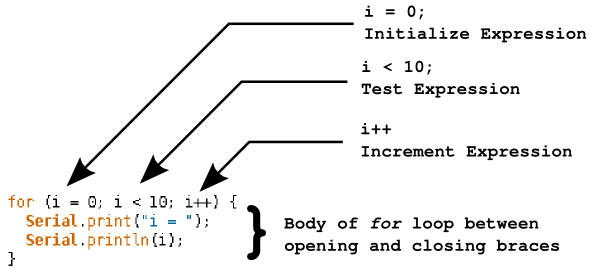 i = 0;
Initialize Expression
i < 10;
Test Expression
i++
Increment Expression
for (i = 0; i < 10; i++) {
Serial.print("i = ");
Serial.println(i);
}
Body of for loop between
opening and closing braces